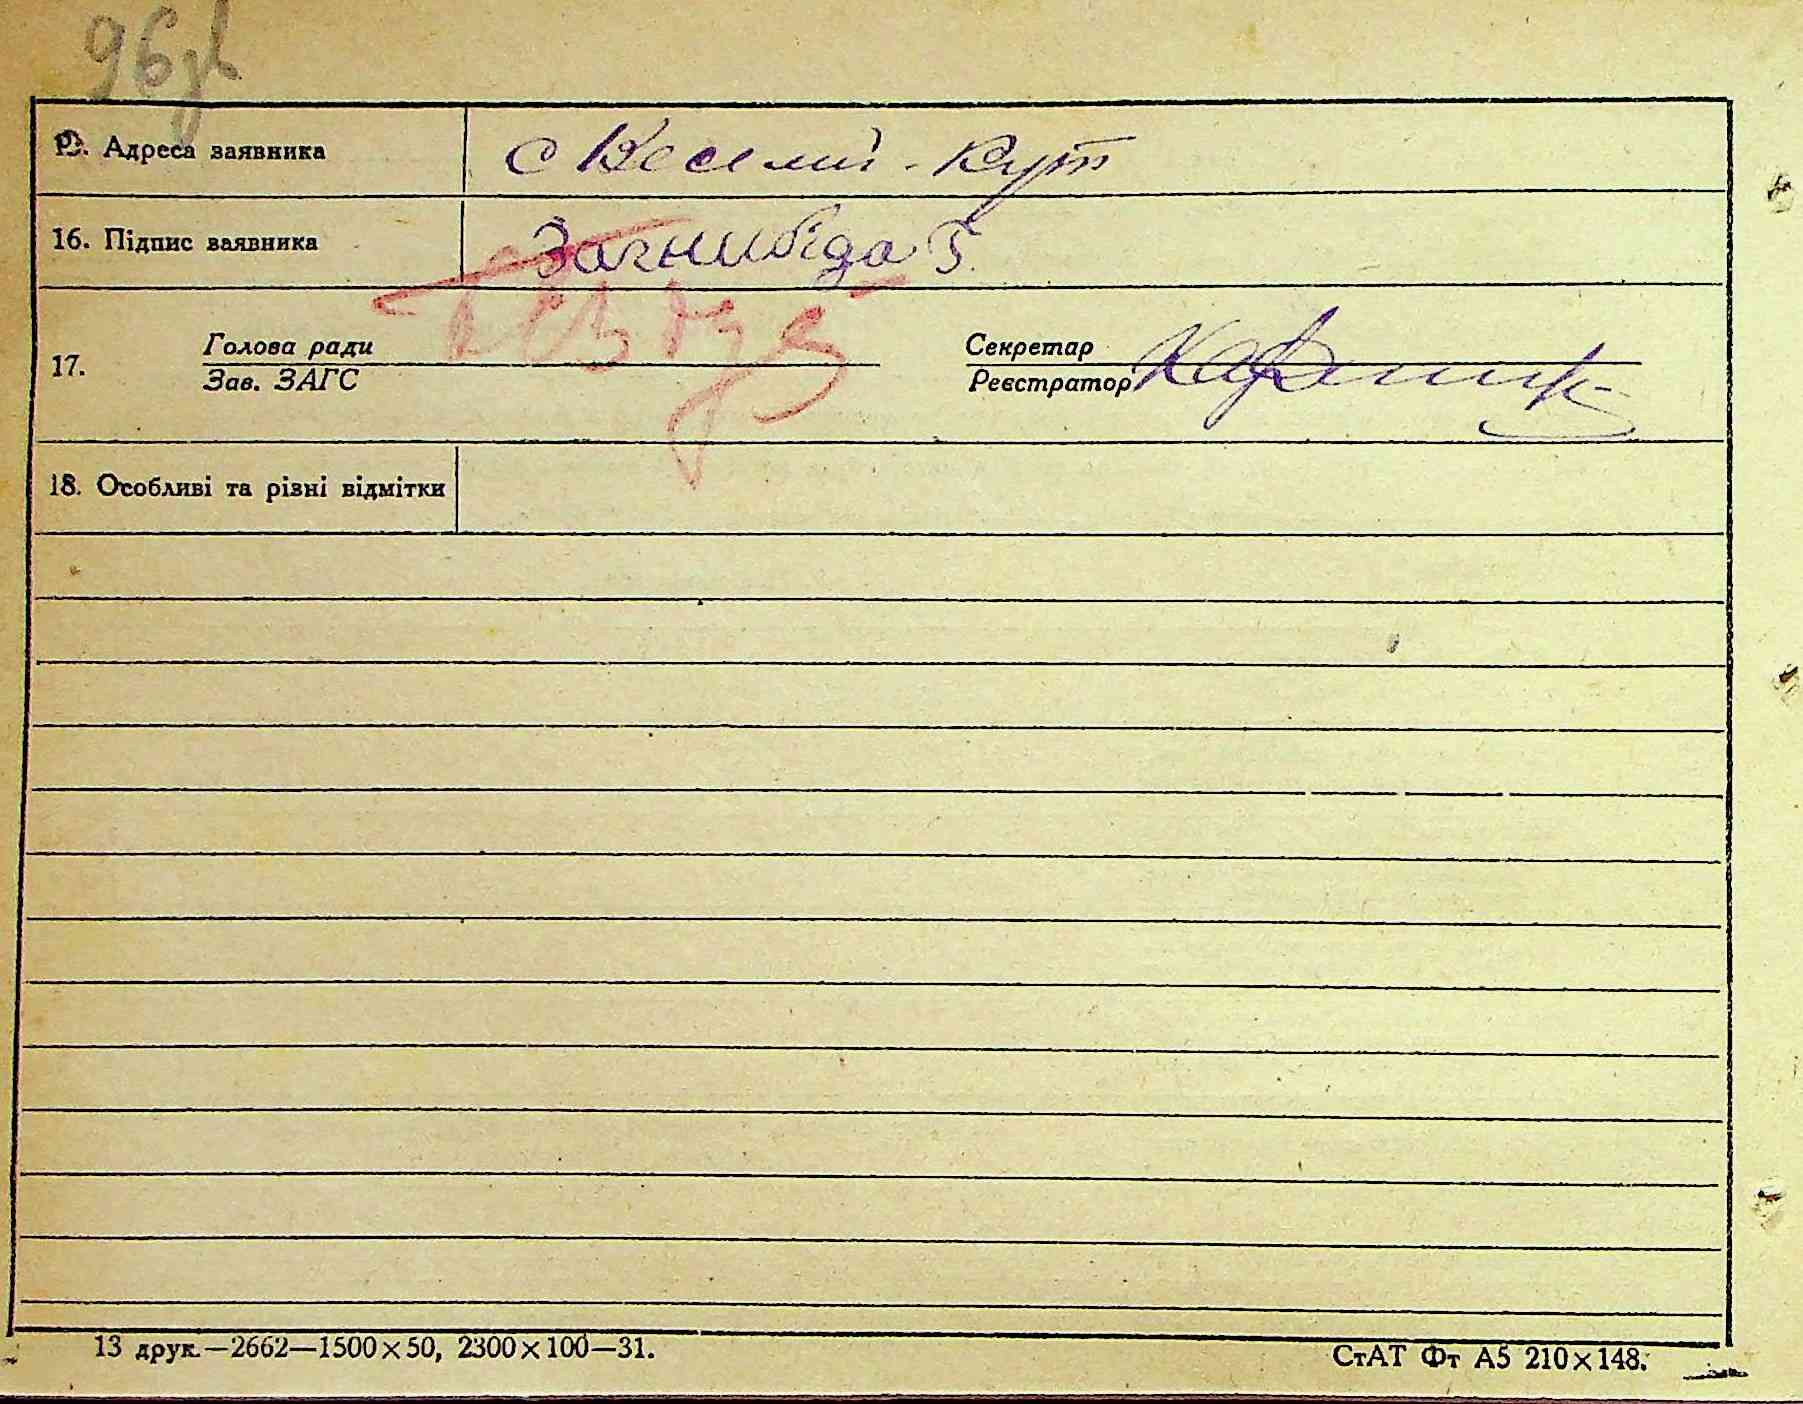 96зв
15. Адреса заявника с Веселий-Кут
16. Підпис заявника Загнибіда Г.
17. Голова ради Секретар
Зав. ЗАГС Реєстратор
18. Особливі та різні відмітки
13 друк.—2662—1500×50, 2300×100—31. СтАТ Фт А5 210×148.